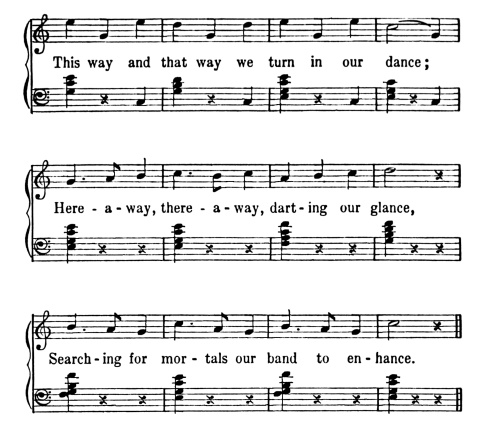 This way and that way we turn in our dance;
Here - a - way, there - a - way, dart - ing our glance,
Search - ing for mor - tals our band to en - hance.